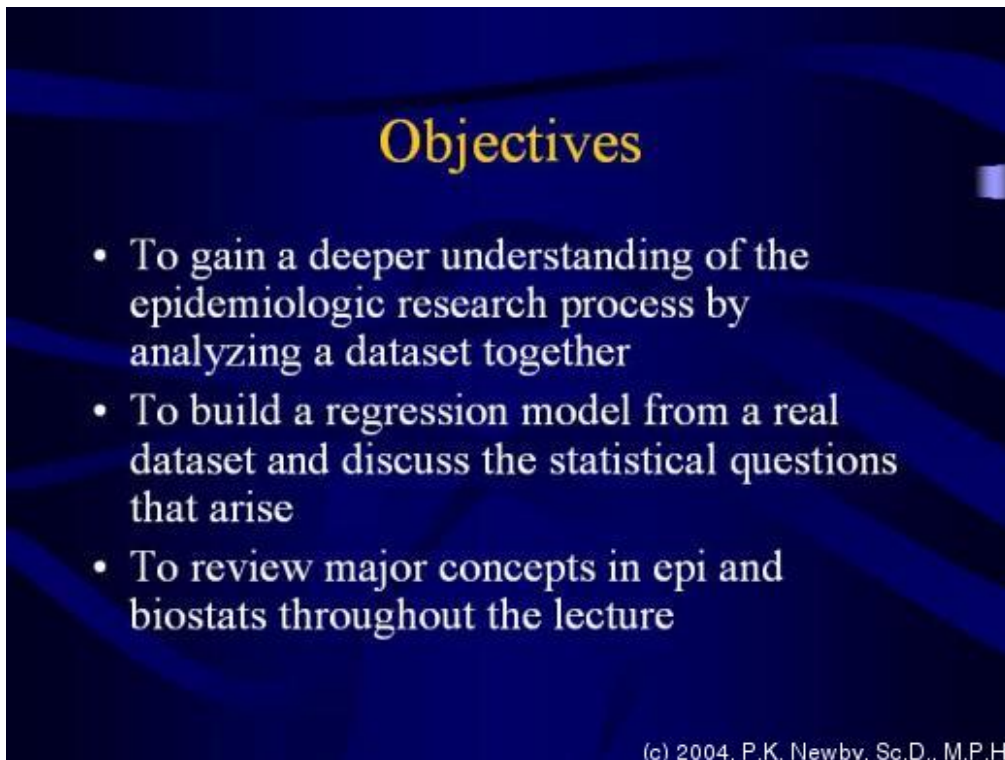 Objectives
• To gain a deeper understanding of the
epidemiologic research process by
analyzing a dataset together
• To build a regression model from a real
dataset and discuss the statistical questions
that arise
• To review major concepts in epi and
biostats throughout the lecture
(c) 2004, P.K. Newby, Sc.D., M.P.H